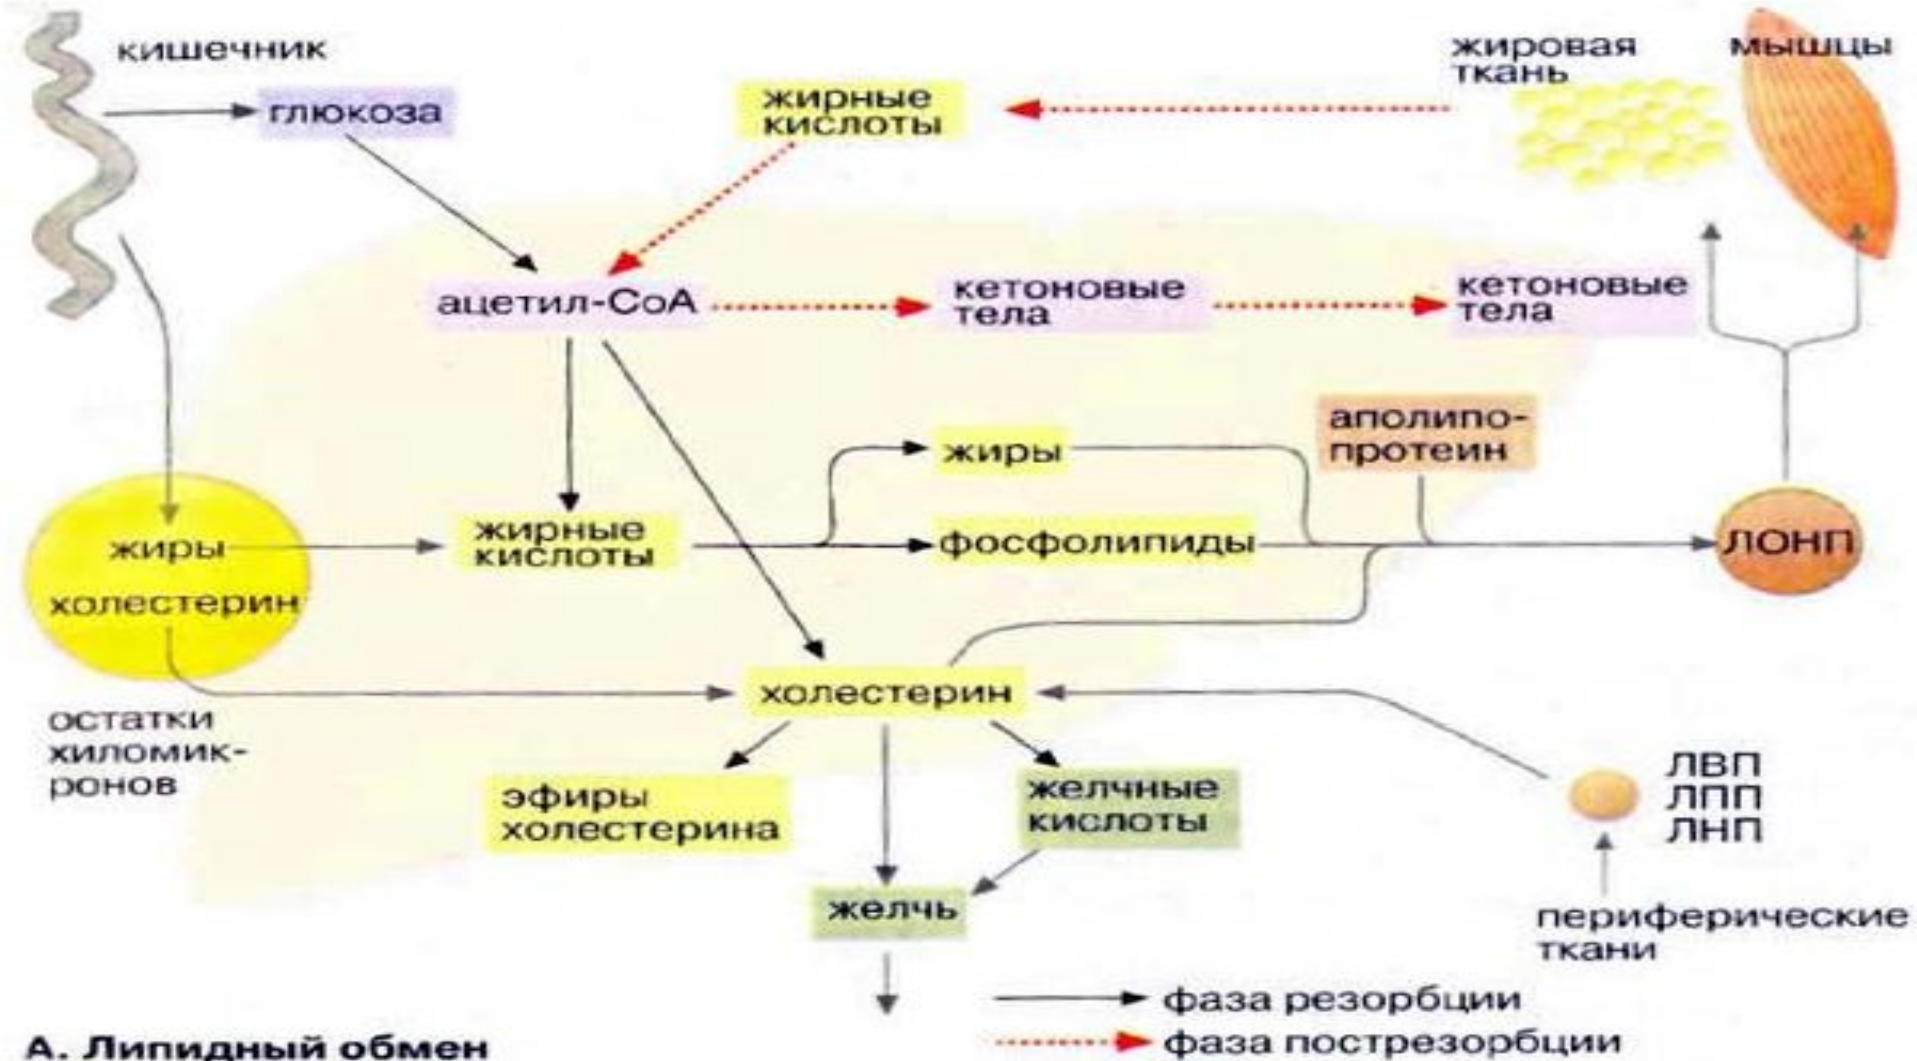 кишечник
глюкоза
жирные
кислоты
жировая
ткань
мышцы
ацетил-CoA
кетоновые
тела
кетоновые
тела
жиры
аполипо-
протеин
жиры
холестерин
жирные
кислоты
фосфолипиды
ЛОНП
холестерин
остатки
хиломик-
ронов
эфиры
холестерина
желчные
кислоты
ЛВП
ЛПП
ЛНП
желчь
периферические
ткани
фаза резорбции
фаза пострезорбции
А. Липидный обмен